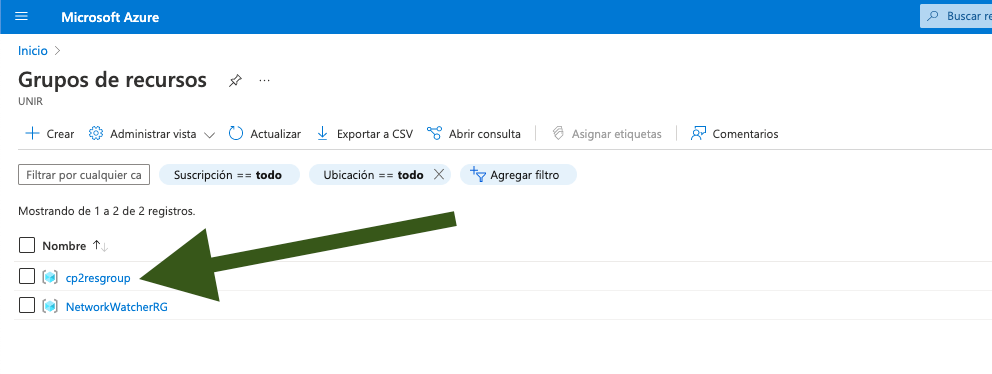 Microsoft Azure
Buscar re
Inicio >
Grupos de recursos
UNIR
Crear Administrar vista Actualizar Exportar a CSV Abrir consulta Asignar etiquetas Comentarios
Filtrar por cualquier ca Suscripción == todo Ubicación == todo Agregar filtro
Mostrando de 1 a 2 de 2 registros.
Nombre ↑↓
cp2resgroup
NetworkWatcherRG